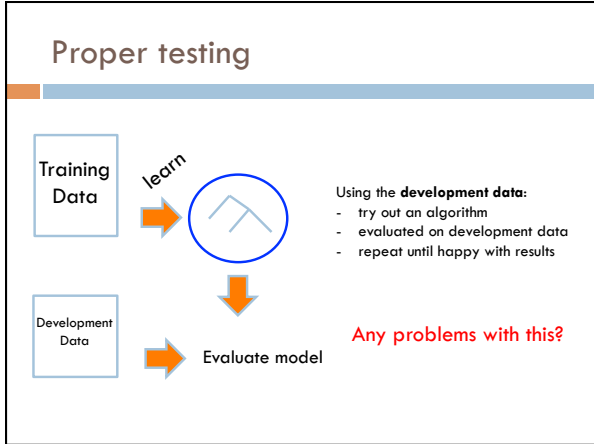 Proper testing
Training
Data
learn
Using the development data:
- try out an algorithm
- evaluated on development data
- repeat until happy with results
Development
Data
Evaluate model
Any problems with this?